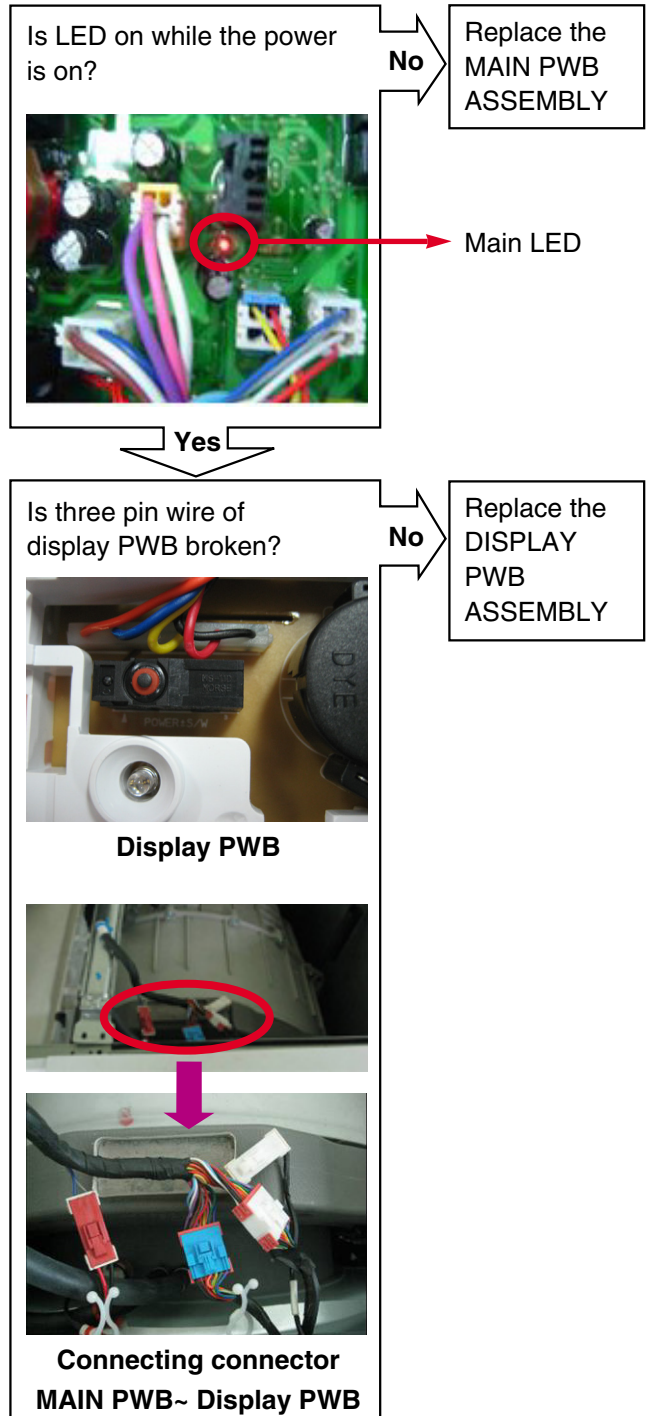 Is LED on while the power
is on?
No
Replace the
MAIN PWB
ASSEMBLY
Main LED
Yes
Is three pin wire of
display PWB broken?
No
Replace the
DISPLAY
PWB
ASSEMBLY
DYE
POWER S/W
Display PWB
Connecting connector
MAIN PWB~ Display PWB